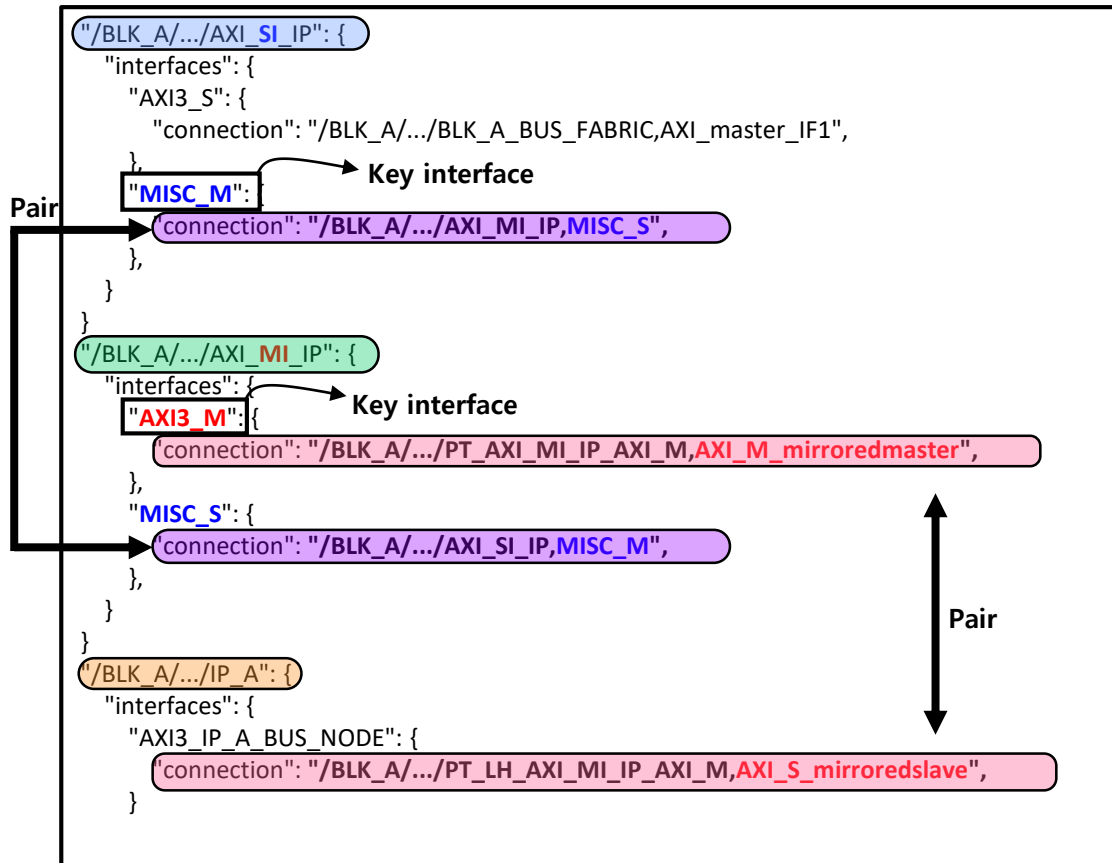 "/BLK_A/.../AXI_SI_IP": {
"interfaces": {
"AXI3_S": {
"connection": "/BLK_A/.../BLK_A_BUS_FABRIC,AXI_master_IF1",
},
Key interface
"MISC_M": {
Pair
"connection": "/BLK_A/.../AXI_MI_IP,MISC_S",
},
}
}
"/BLK_A/.../AXI_MI_IP": {
"interfaces": {
Key interface
"AXI3_M": {
"connection": "/BLK_A/.../PT_AXI_MI_IP_AXI_M,AXI_M_mirroredmaster",
},
"MISC_S": {
"connection": "/BLK_A/.../AXI_SI_IP,MISC_M",
},
}
Pair
}
"/BLK_A/.../IP_A": {
"interfaces": {
"AXI3_IP_A_BUS_NODE": {
"connection": "/BLK_A/.../PT_LH_AXI_MI_IP_AXI_M,AXI_S_mirroredslave",
}